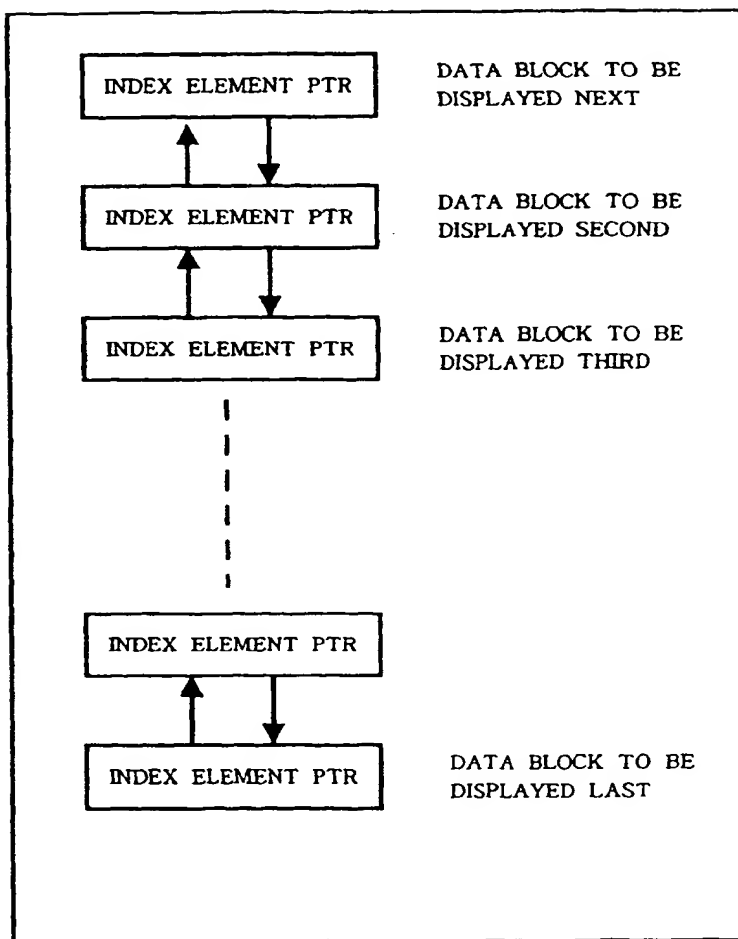 INDEX ELEMENT PTR
DATA BLOCK TO BE
DISPLAYED NEXT
INDEX ELEMENT PTR
DATA BLOCK TO BE
DISPLAYED SECOND
INDEX ELEMENT PTR
DATA BLOCK TO BE
DISPLAYED THIRD
INDEX ELEMENT PTR
INDEX ELEMENT PTR
DATA BLOCK TO BE
DISPLAYED LAST